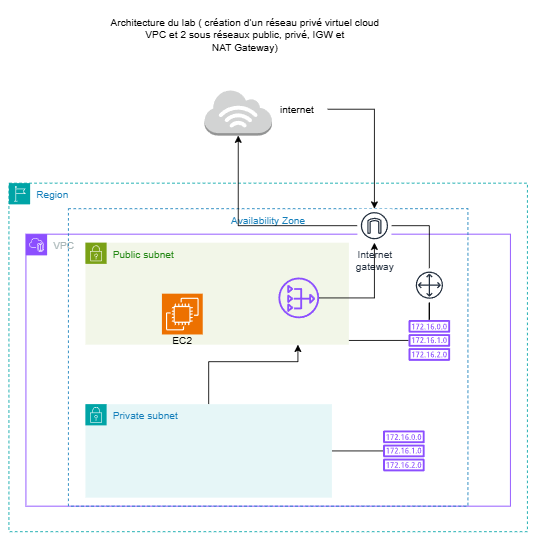 Architecture du lab ( création d'un réseau privé virtuel cloud
VPC et 2 sous réseaux public, privé, IGW et
NAT Gateway)
internet
Region
Availability Zone
VPC
Public subnet
Internet
gateway
EC2
172.16.0.0
172.16.1.0
172.16.2.0
Private subnet
172.16.0.0
172.16.1.0
172.16.2.0